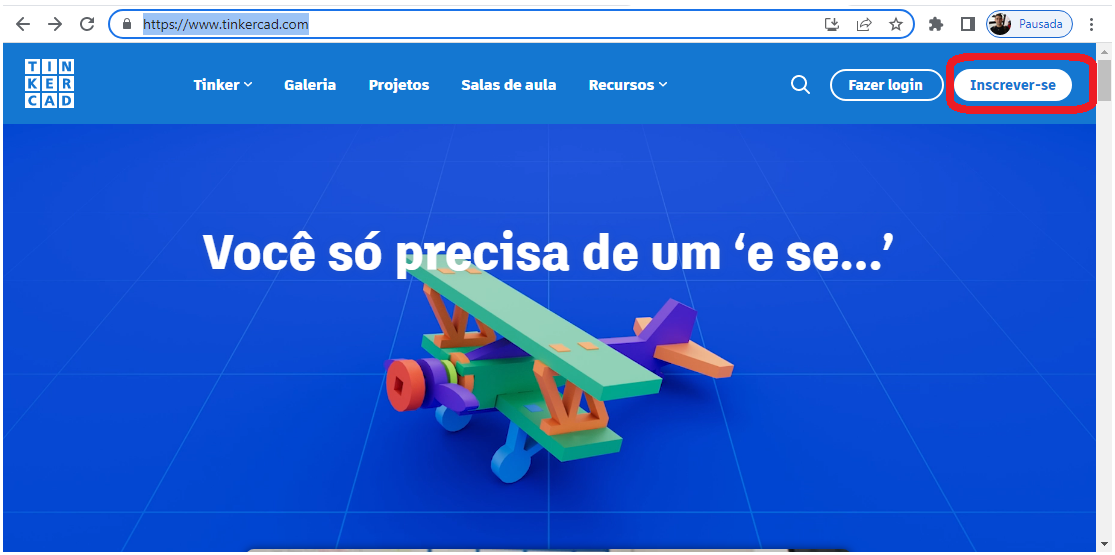 https://www.tinkercad.com
Pausada
TIN
KER
CAD
Tinker Galeria Projetos Salas de aula Recursos Fazer login Inscrever-se
Você só precisa de um ‘e se...’